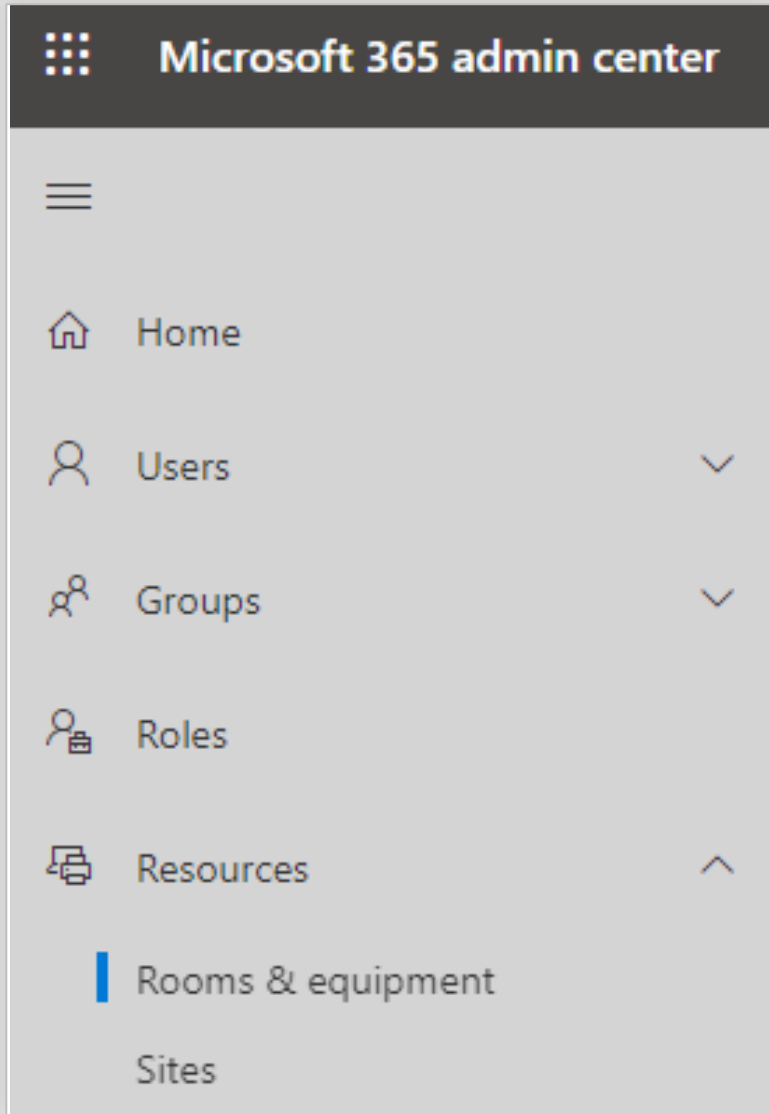 Microsoft 365 admin center
Home
Users
Groups
Roles
Resources
Rooms & equipment
Sites